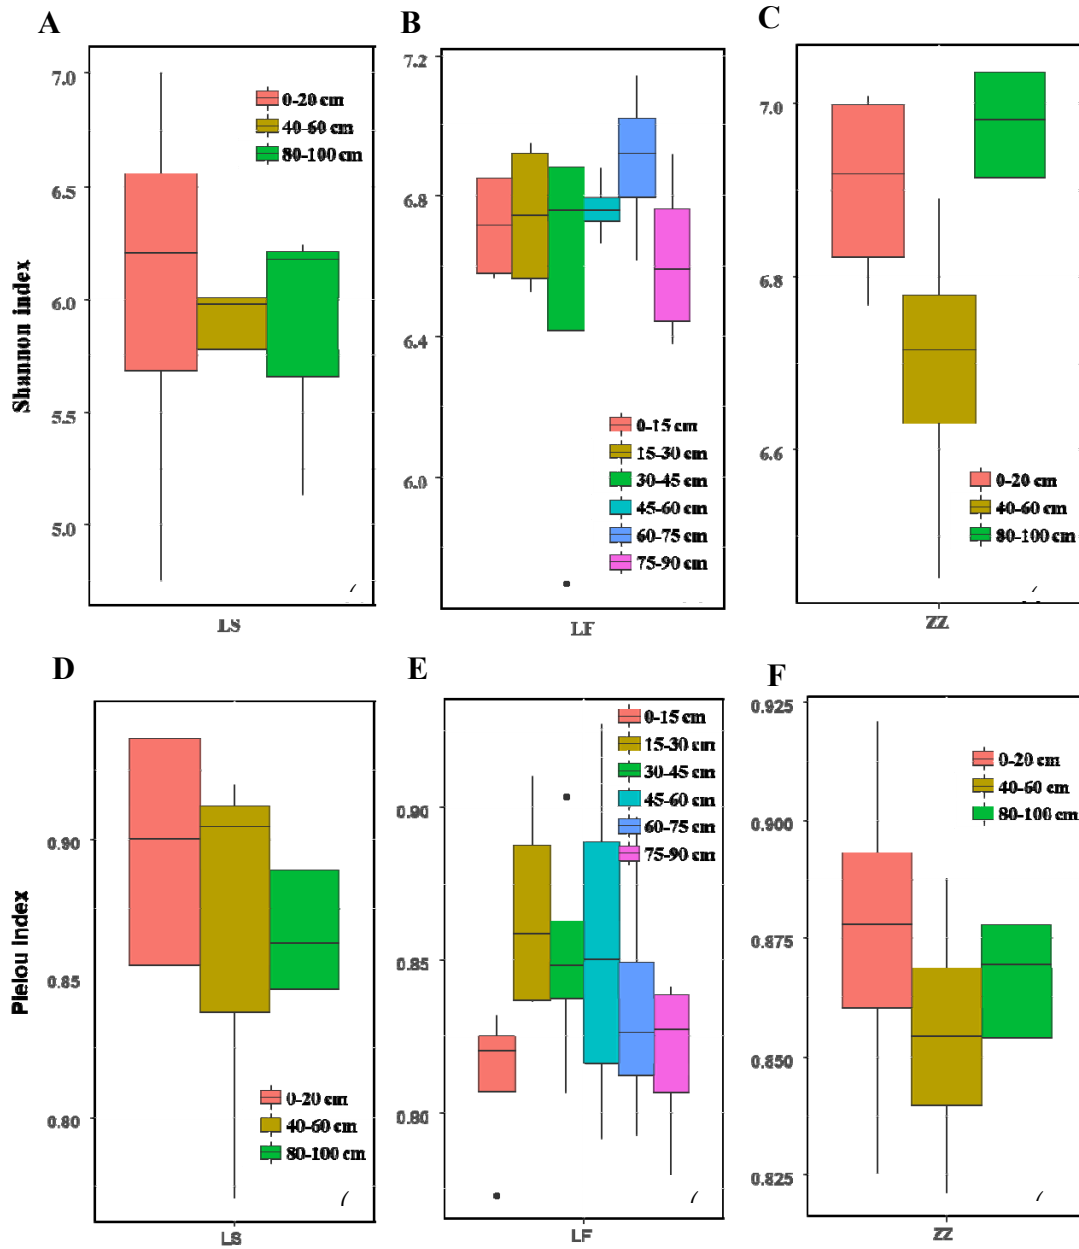 A
Shannon index
7.0
6.5
6.0
5.5
5.0
0-20 cm
40-60 cm
80-100 cm
LS
B
7.2
6.8
6.4
6.0
0-15 cm
15-30 cm
30-45 cm
45-60 cm
60-75 cm
75-90 cm
LF
C
7.0
6.8
6.6
0-20 cm
40-60 cm
80-100 cm
ZZ
D
Pielou index
0.90
0.85
0.80
0-20 cm
40-60 cm
80-100 cm
LS
E
0.90
0.85
0.80
0-15 cm
15-30 cm
30-45 cm
45-60 cm
60-75 cm
75-90 cm
LF
F
0.925
0.900
0.875
0.850
0.825
0-20 cm
40-60 cm
80-100 cm
ZZ